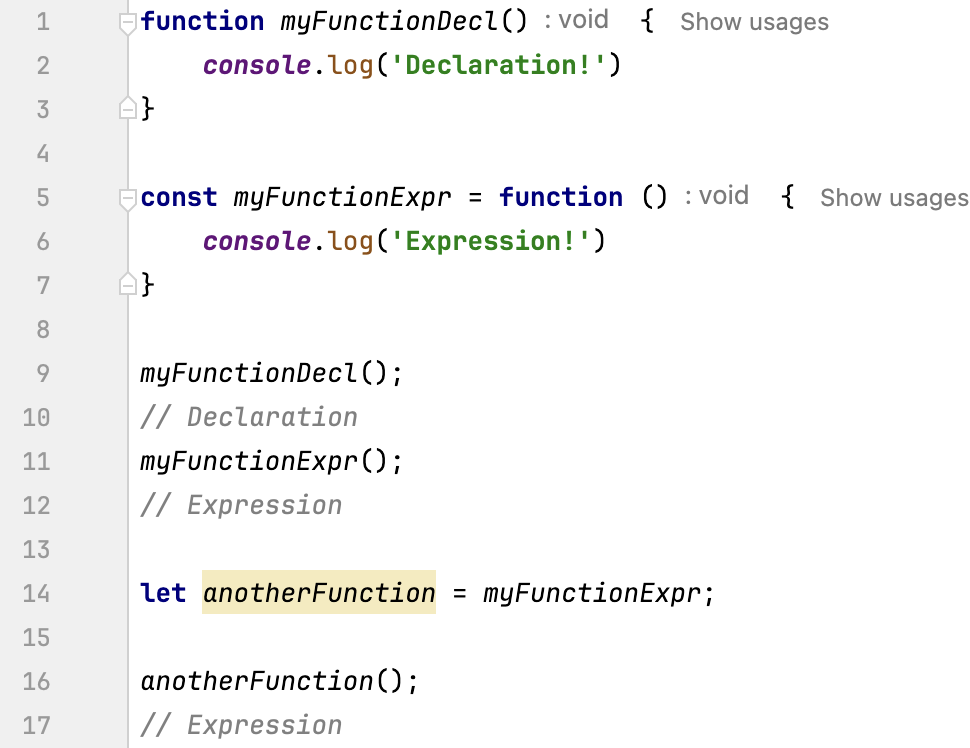 1 function myFunctionDecl() : void { Show usages
2 console.log('Declaration!')
3 }
4
5 const myFunctionExpr = function () : void { Show usages
6 console.log('Expression!')
7 }
8
9 myFunctionDecl();
10 // Declaration
11 myFunctionExpr();
12 // Expression
13
14 let anotherFunction = myFunctionExpr;
15
16 anotherFunction();
17 // Expression